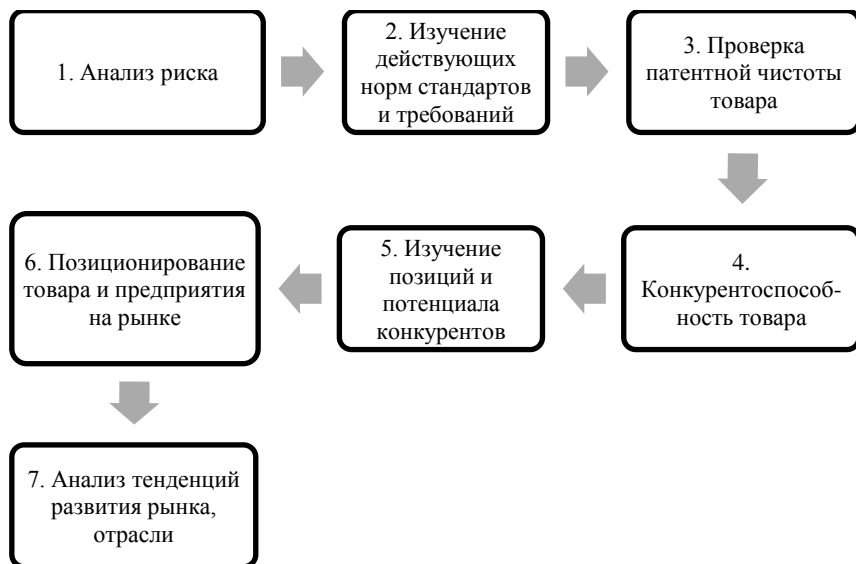 1. Анализ риска
2. Изучение
действующих
норм стандартов
и требований
3. Проверка
патентной чистоты
товара
4.
Конкурентоспособ-
ность товара
5. Изучение
позиций и
потенциала
конкурентов
6. Позиционирование
товара и предприятия
на рынке
7. Анализ тенденций
развития рынка,
отрасли